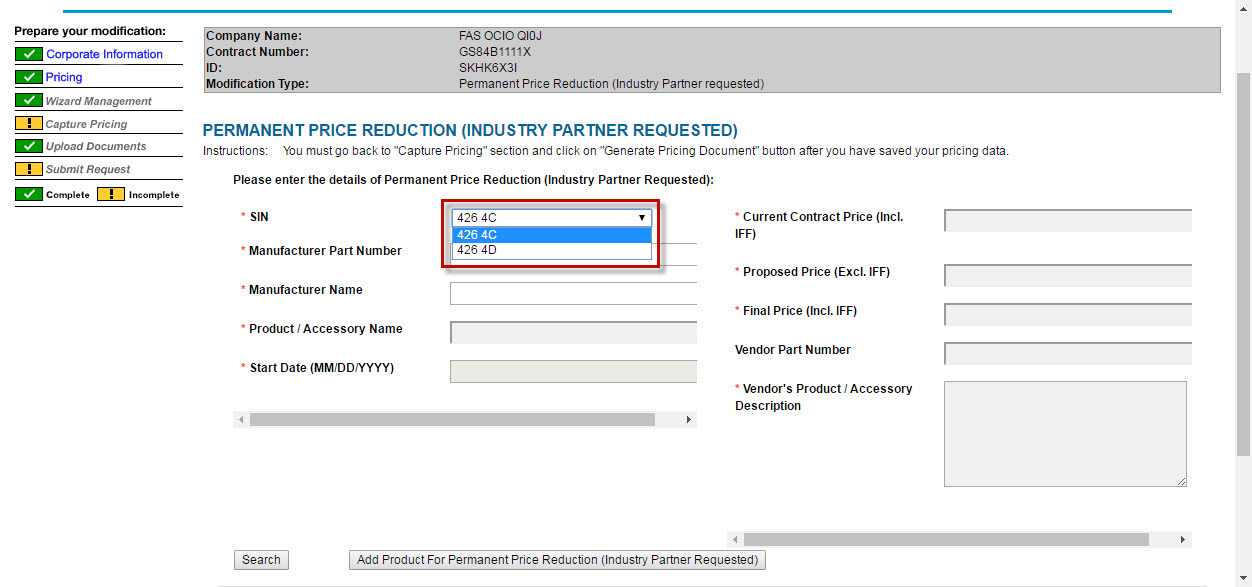 Prepare your modification:
Corporate Information
Pricing
Wizard Management
! Capture Pricing
Upload Documents
! Submit Request
Complete ! Incomplete
Company Name: FAS OCIO QI0J
Contract Number: GS84B1111X
ID: SKHK6X3I
Modification Type: Permanent Price Reduction (Industry Partner requested)
PERMANENT PRICE REDUCTION (INDUSTRY PARTNER REQUESTED)
Instructions: You must go back to "Capture Pricing" section and click on "Generate Pricing Document" button after you have saved your pricing data.
Please enter the details of Permanent Price Reduction (Industry Partner Requested):
* SIN
426 4C
426 4C
426 4D
* Manufacturer Part Number
* Manufacturer Name
* Product / Accessory Name
* Start Date (MM/DD/YYYY)
* Current Contract Price (Incl.
IFF)
* Proposed Price (Excl. IFF)
* Final Price (Incl. IFF)
Vendor Part Number
* Vendor's Product / Accessory
Description
Search
Add Product For Permanent Price Reduction (Industry Partner Requested)